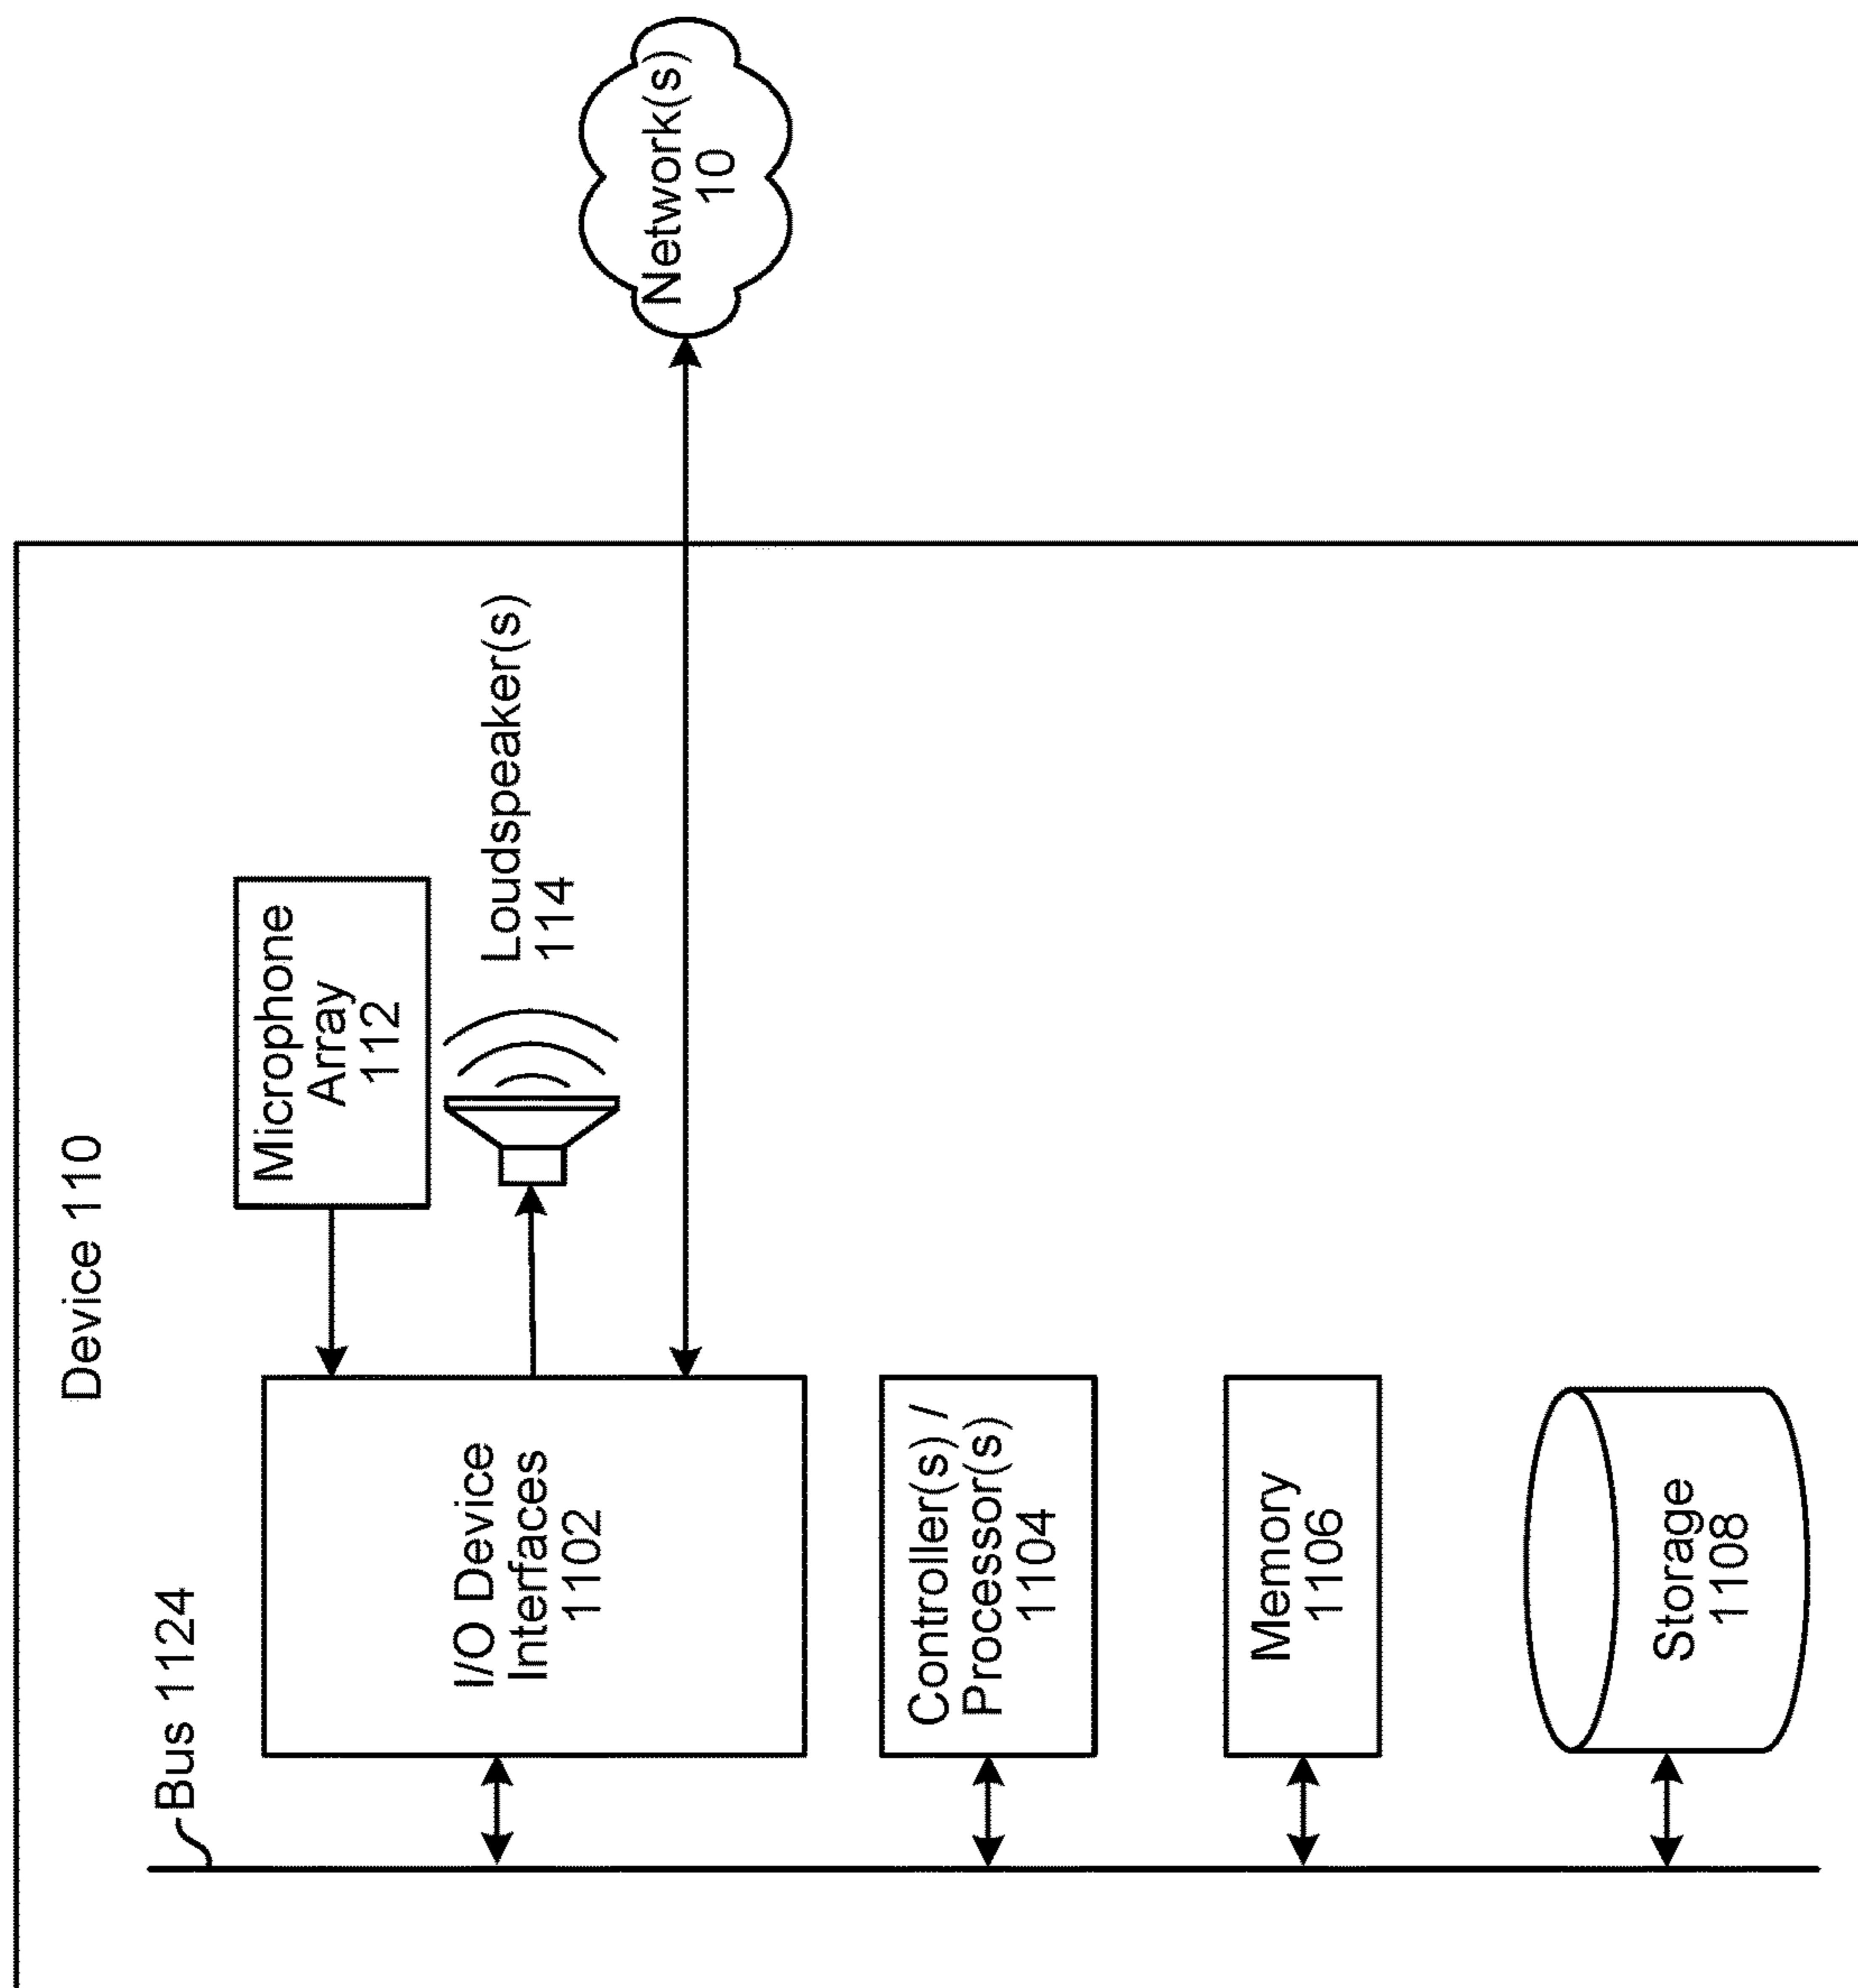 Device 110
Bus 1124
I/O Device
Interfaces
1102
Microphone
Array
112
Loudspeaker(s)
114
Network(s)
10
Controller(s) /
Processor(s)
1104
Memory
1106
Storage
1108